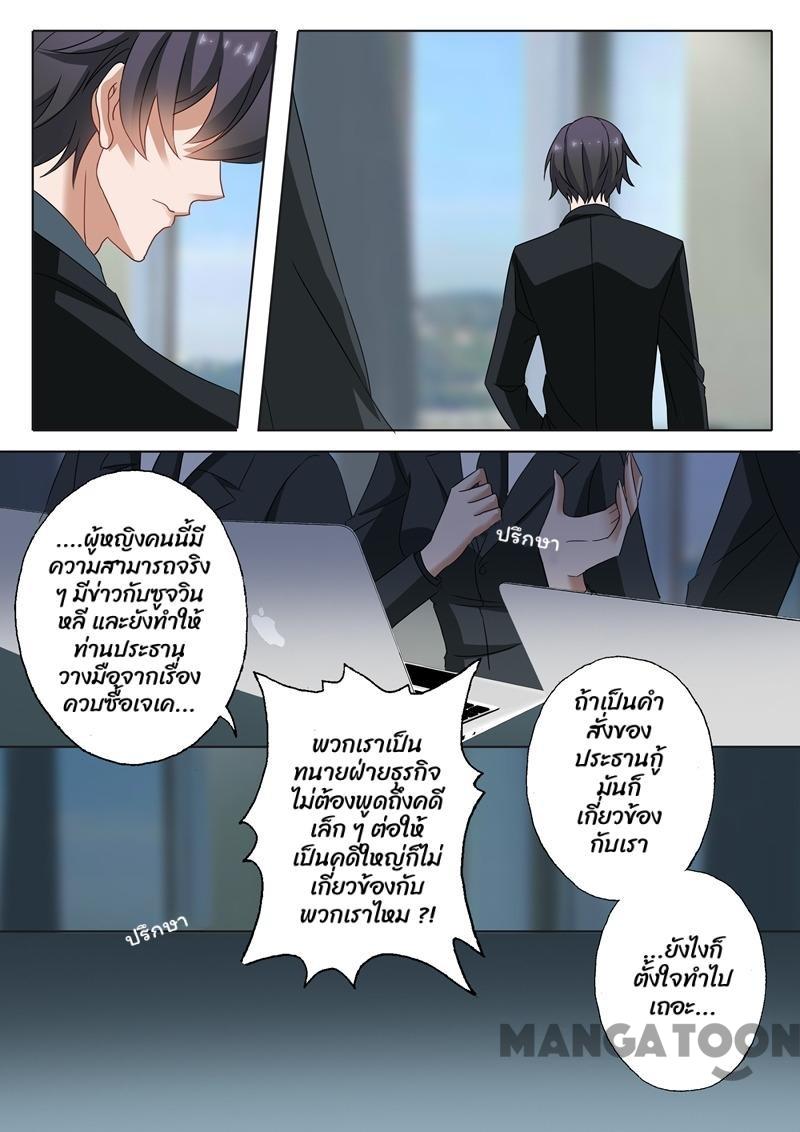 ....ผู้หญิงคนนี้มี
ความสามารถจริง
ๆ มีข่าวกับซูจวิน
หลี และยังทำให้
ท่านประธาน
วางมือจากเรื่อง
ควบซื้อเจเค...
ปรึกษา
พวกเราเป็น
ทนายฝ่ายธุรกิจ
ไม่ต้องพูดถึงคดี
เล็ก ๆ ต่อให้
เป็นคดีใหญ่ก็ไม่
เกี่ยวข้องกับ
พวกเราไหม ?!
ถ้าเป็นคำ
สั่งของ
ประธานกู้
มันก็
เกี่ยวข้อง
กับเรา
ปรึกษา
...ยังไงก็
ตั้งใจทำไป
เถอะ...
MANGATOON